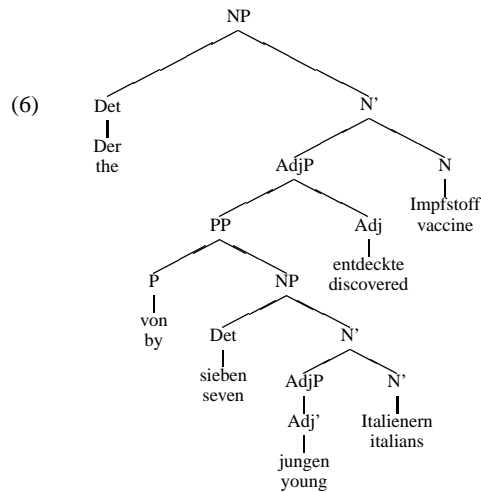 NP
(6) Det N’
Der
the
AdjP N
Impfstoff
vaccine
PP Adj
entdeckte
discovered
P NP
von
by
Det N’
sieben
seven
AdjP N’
Adj’ Italienern
italians
jungen
young